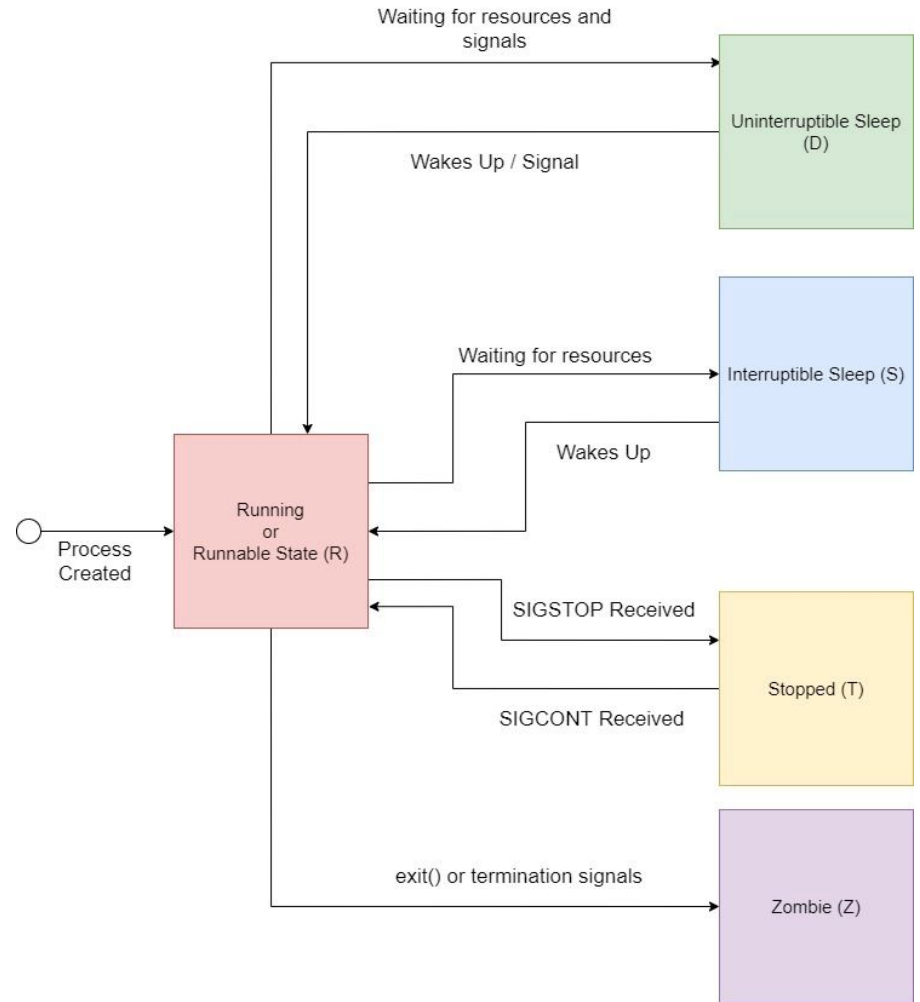 Waiting for resources and
signals
Uninterruptible Sleep
(D)
Wakes Up / Signal
Waiting for resources
Interruptible Sleep (S)
Wakes Up
Running
or
Runnable State (R)
Process
Created
SIGSTOP Received
Stopped (T)
SIGCONT Received
exit() or termination signals
Zombie (Z)